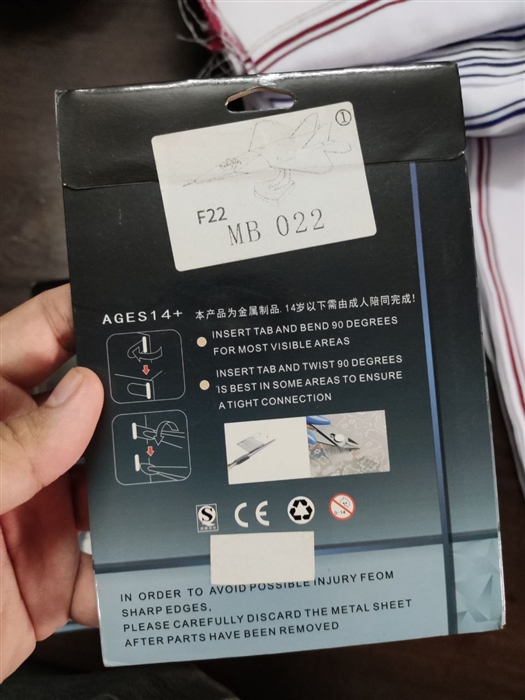 ①
F22
MB 022
AGES14+ 本产品为金属制品, 14岁以下需由成人陪同完成!
INSERT TAB AND BEND 90 DEGREES
FOR MOST VISIBLE AREAS
INSERT TAB AND TWIST 90 DEGREES
IS BEST IN SOME AREAS TO ENSURE
A TIGHT CONNECTION
S
CE
IN ORDER TO AVOID POSSIBLE INJURY FEOM
SHARP EDGES,
PLEASE CAREFULLY DISCARD THE METAL SHEET
AFTER PARTS HAVE BEEN REMOVED